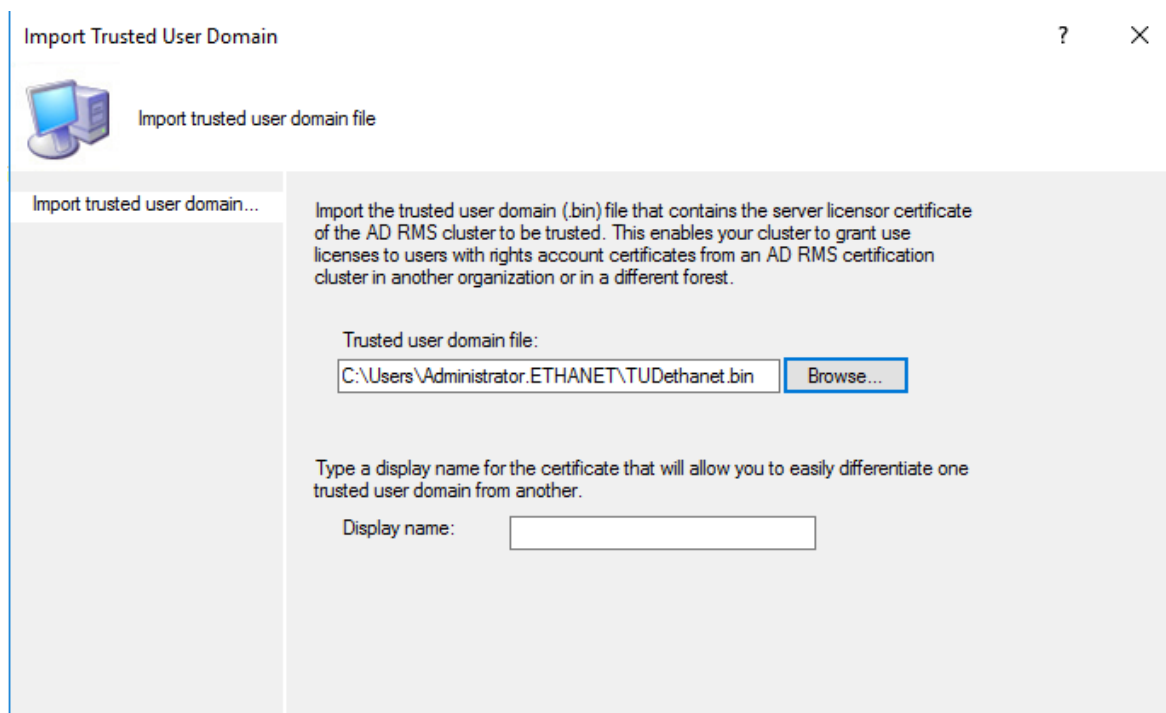 Import Trusted User Domain
?
Import trusted user domain file
Import trusted user domain...
Import the trusted user domain (.bin) file that contains the server licensor certificate
of the AD RMS cluster to be trusted. This enables your cluster to grant use
licenses to users with rights account certificates from an AD RMS certification
cluster in another organization or in a different forest.
Trusted user domain file:
C:\Users\Administrator.ETHANET\TUDethanet.bin
Browse...
Type a display name for the certificate that will allow you to easily differentiate one
trusted user domain from another.
Display name: